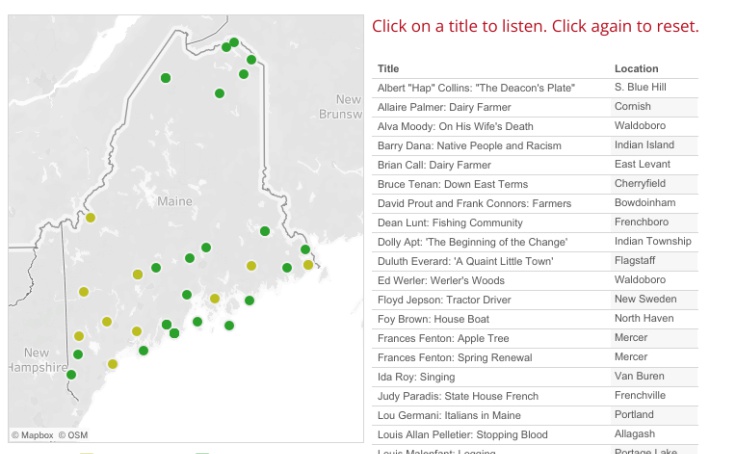 Click on a title to listen. Click again to reset.
Title Location
Albert "Hap" Collins: "The Deacon's Plate" S. Blue Hill
Allaire Palmer: Dairy Farmer Cornish
Alva Moody: On His Wife's Death Waldoboro
Barry Dana: Native People and Racism Indian Island
Brian Call: Dairy Farmer East Levant
Bruce Tenan: Down East Terms Cherryfield
David Prout and Frank Connors: Farmers Bowdoinham
Dean Lunt: Fishing Community Frenchboro
Dolly Apt: 'The Beginning of the Change' Indian Township
Duluth Everard: 'A Quaint Little Town' Flagstaff
Ed Werler: Werler's Woods Waldoboro
Floyd Jepson: Tractor Driver New Sweden
Foy Brown: House Boat North Haven
Frances Fenton: Apple Tree Mercer
Frances Fenton: Spring Renewal Mercer
Ida Roy: Singing Van Buren
Judy Paradis: State House French Frenchville
Lou Germani: Italians in Maine Portland
Louis Allan Pelletier: Stopping Blood Allagash
Louis Malenfant: Logging Portage Lake
New
Brunsw
Maine
New
Hampshire
© Mapbox © OSM